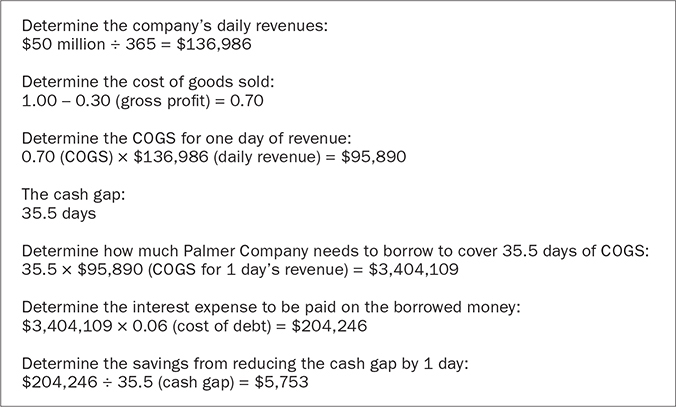 Determine the company’s daily revenues:
$50 million ÷ 365 = $136,986
Determine the cost of goods sold:
1.00 – 0.30 (gross profit) = 0.70
Determine the COGS for one day of revenue:
0.70 (COGS) × $136,986 (daily revenue) = $95,890
The cash gap:
35.5 days
Determine how much Palmer Company needs to borrow to cover 35.5 days of COGS:
35.5 × $95,890 (COGS for 1 day’s revenue) = $3,404,109
Determine the interest expense to be paid on the borrowed money:
$3,404,109 × 0.06 (cost of debt) = $204,246
Determine the savings from reducing the cash gap by 1 day:
$204,246 ÷ 35.5 (cash gap) = $5,753